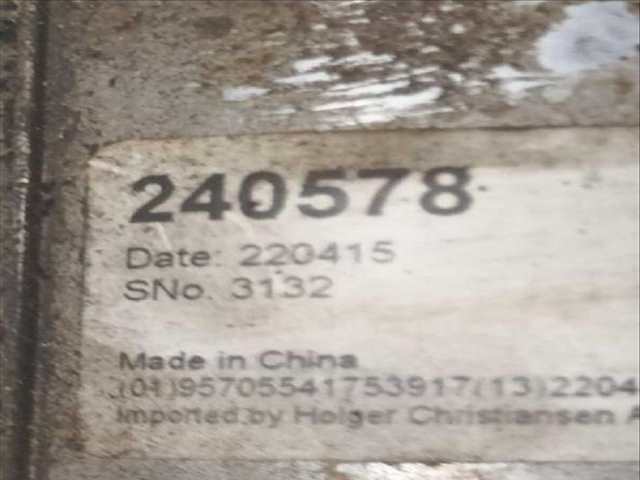 240578
Date: 220415
SNo. 3132
Made in China
(01)95705541753917(13)2204
Imported by Holger Christiansen A